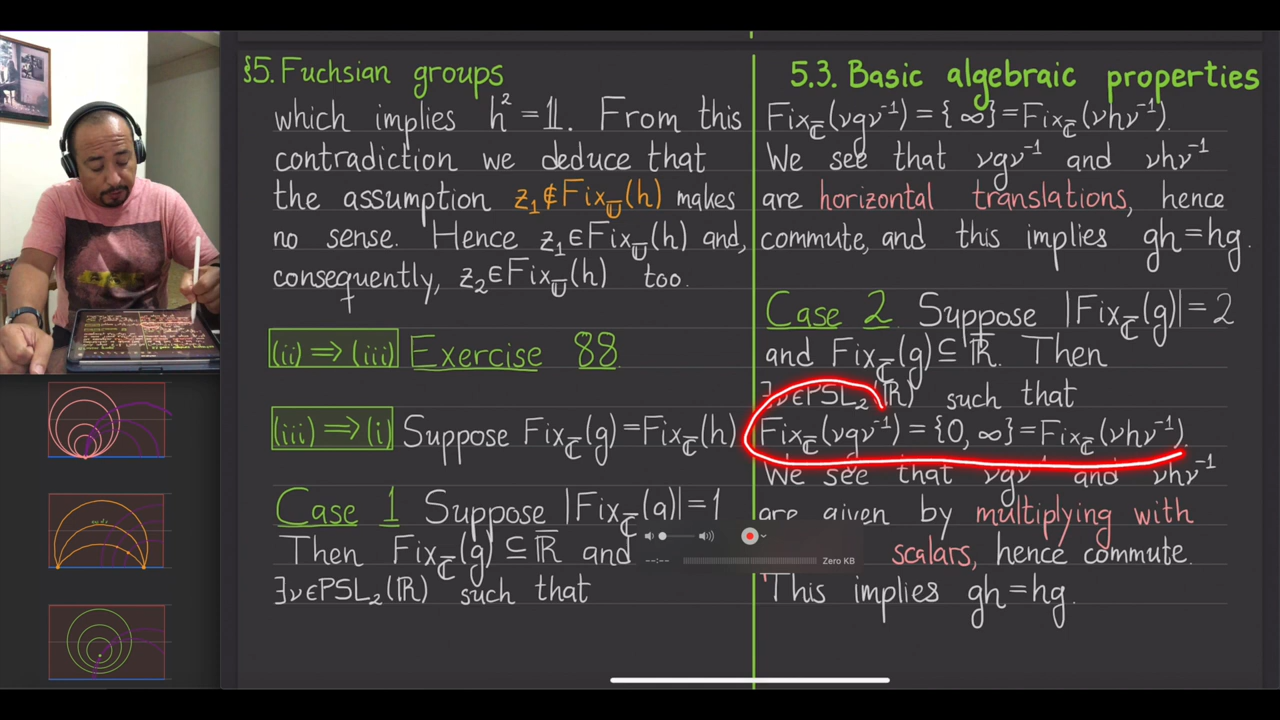 §5. Fuchsian groups
which implies h² = 𝟙. From this
contradiction we deduce that
the assumption z₁∉Fix_U̅(h) makes
no sense. Hence z₁∈Fix_U̅(h) and,
consequently, z₂∈Fix_U̅(h) too.
(ii) ⟹ (iii) Exercise 88.
(iii) ⟹ (i) Suppose Fix_C̅(g)=Fix_C̅(h)
Case 1 Suppose |Fix_C̅(g)|=1
Then Fix_C̅(g) ⊆ R̅ and
∃ν∈PSL₂(ℝ) such that
5.3. Basic algebraic properties
Fix_C̅(νgν⁻¹) = {∞} = Fix_C̅(νhν⁻¹).
We see that νgν⁻¹ and νhν⁻¹
are horizontal translations, hence
commute, and this implies gh = hg.
Case 2 Suppose |Fix_C̅(g)| = 2
and Fix_C̅(g) ⊆ R̅. Then
∃ν∈PSL₂(ℝ) such that
Fix_C̅(νgν⁻¹) = {0, ∞} = Fix_C̅(νhν⁻¹).
We see that νgν⁻¹ and νhν⁻¹
are given by multiplying with
scalars, hence commute.
This implies gh = hg.
--:--
Zero KB